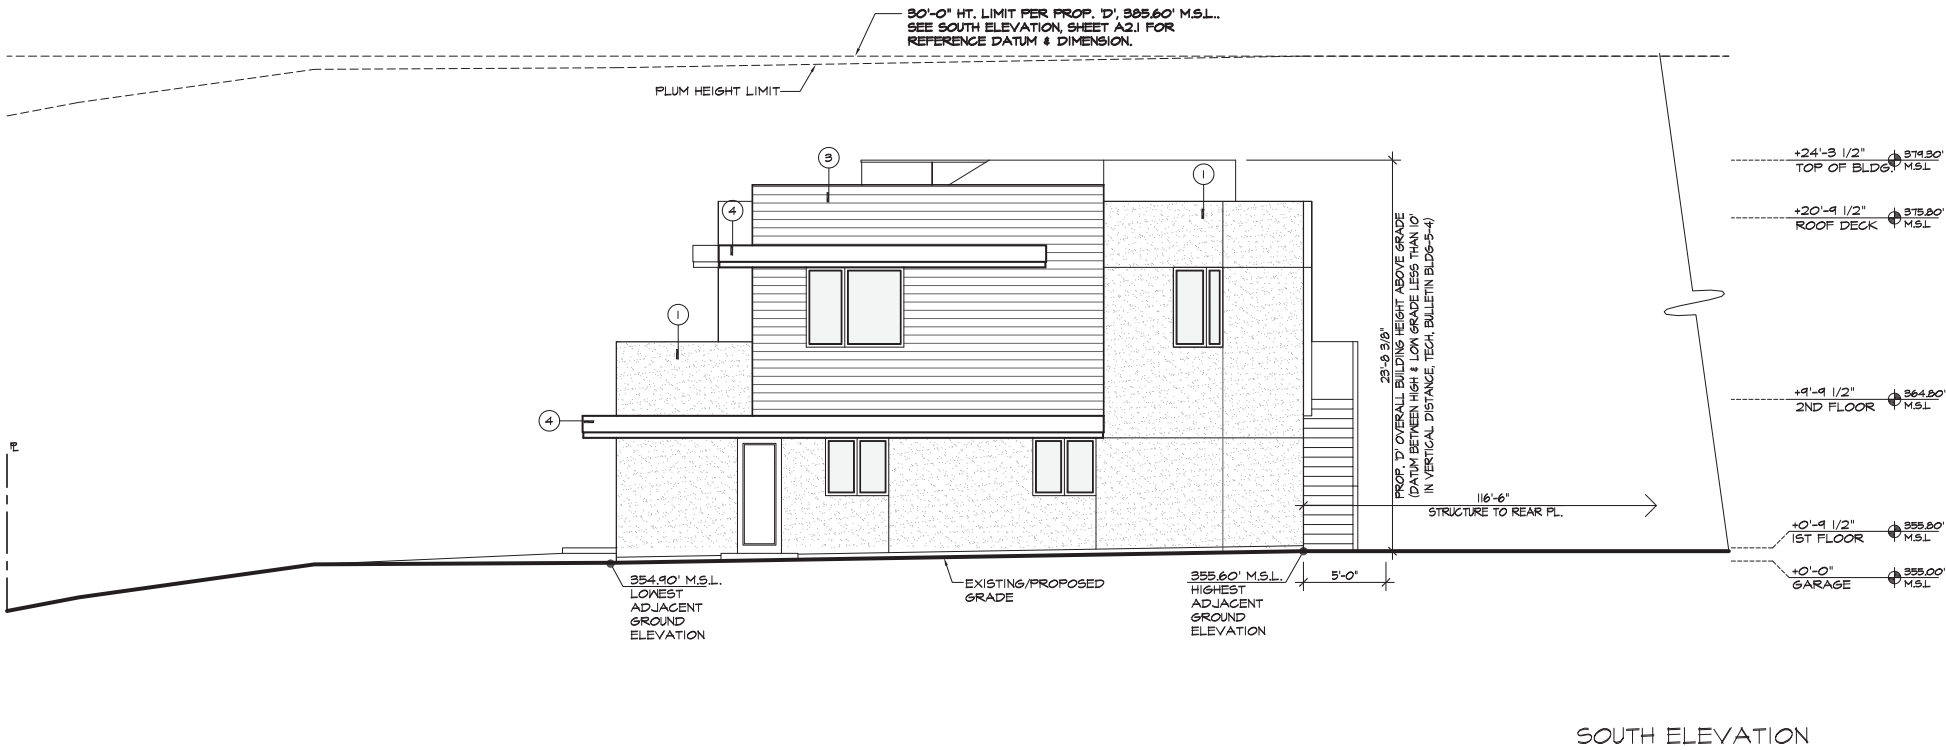 30'-0" HT. LIMIT PER PROP. 'D', 385.60' M.S.L..
SEE SOUTH ELEVATION, SHEET A2.1 FOR
REFERENCE DATUM & DIMENSION.
PLUM HEIGHT LIMIT
3
1
4
1
4
PL
23'-8 3/8"
PROP. 'D' OVERALL BUILDING HEIGHT ABOVE GRADE
(DATUM BETWEEN HIGH & LOW GRADE LESS THAN 10'
IN VERTICAL DISTANCE, TECH. BULLETIN BLDG-5-4)
116'-6"
STRUCTURE TO REAR PL.
+24'-3 1/2" 379.30'
TOP OF BLDG. M.S.L
+20'-9 1/2" 375.80'
ROOF DECK M.S.L
+9'-9 1/2" 364.80'
2ND FLOOR M.S.L
+0'-9 1/2" 355.80'
1ST FLOOR M.S.L
+0'-0" 355.00'
GARAGE M.S.L
354.90' M.S.L.
LOWEST
ADJACENT
GROUND
ELEVATION
EXISTING/PROPOSED
GRADE
355.60' M.S.L.
HIGHEST
ADJACENT
GROUND
ELEVATION
5'-0"
SOUTH ELEVATION